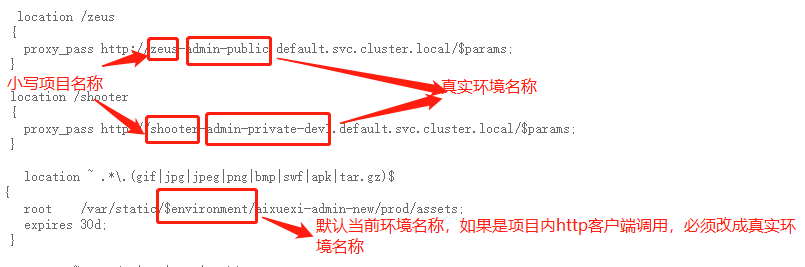 location /zeus
{
proxy_pass http://zeus-admin-public.default.svc.cluster.local/$params;
}
小写项目名称
真实环境名称
location /shooter
{
proxy_pass http://shooter-admin-private-dev1.default.svc.cluster.local/$params;
}
location ~ .*\.(gif|jpg|jpeg|png|bmp|swf|apk|tar.gz)$
{
root /var/static/$environment/aixuexi-admin-new/prod/assets;
expires 30d;
}
默认当前环境名称，如果是项目内http客户端调用，必须改成真实环
境名称